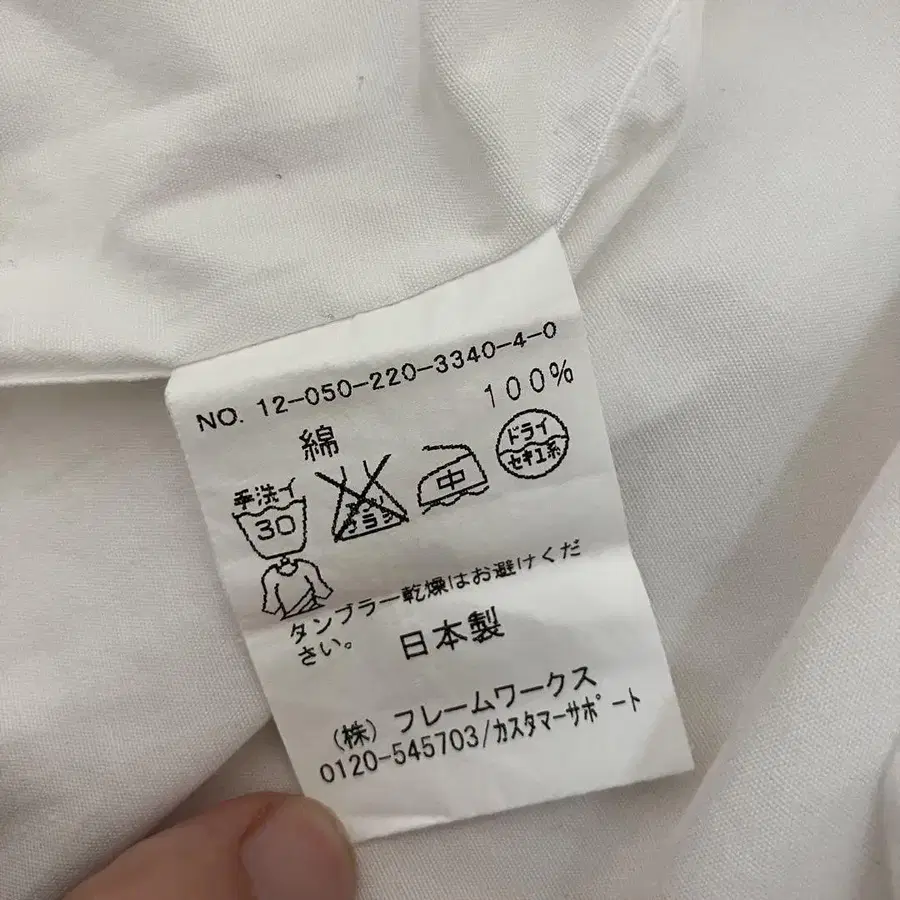 NO. 12-050-220-3340-4-0
綿 100%
手洗イ
30
中
ドライ
セキユ系
タンブラー乾燥はお避けくだ
さい。
日本製
(株) フレームワークス
0120-545703/カスタマーサポート